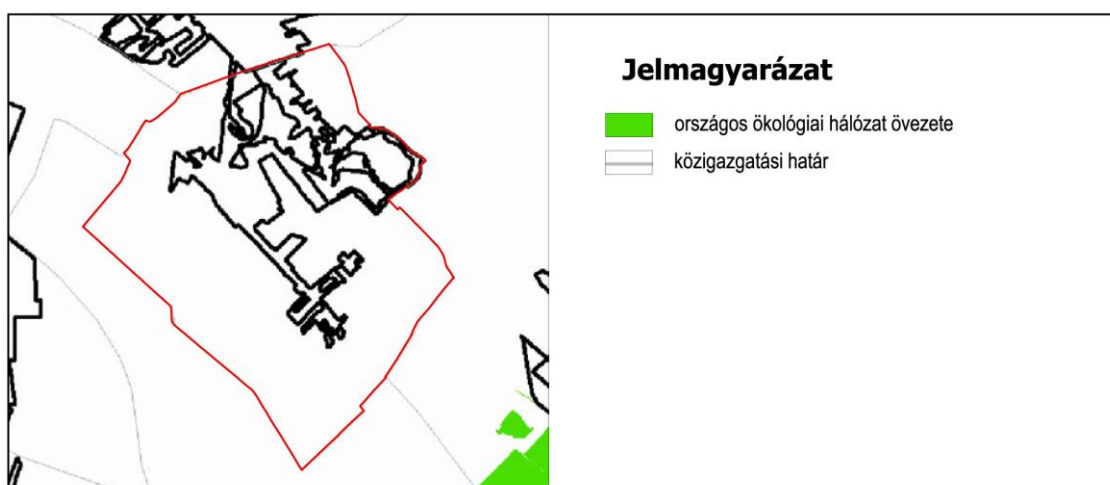 Jelmagyarázat
országos ökológiai hálózat övezete
közigazgatási határ